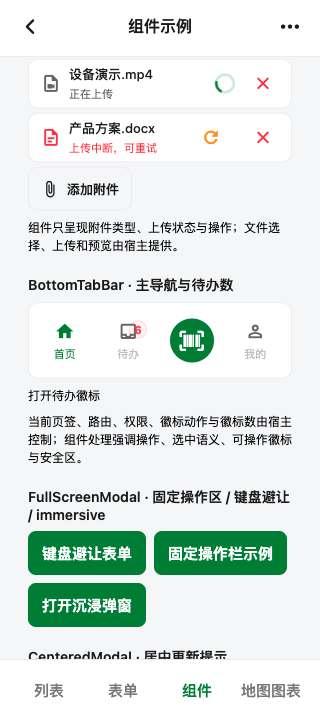 组件示例
设备演示.mp4
正在上传
产品方案.docx
上传中断，可重试
添加附件
组件只呈现附件类型、上传状态与操作；文件选
择、上传和预览由宿主提供。
BottomTabBar · 主导航与待办数
6
首页
待办
我的
打开待办徽标
当前页签、路由、权限、徽标动作与徽标数由宿主
控制；组件处理强调操作、选中语义、可操作徽标
与安全区。
FullScreenModal · 固定操作区 / 键盘避让
/ immersive
键盘避让表单
固定操作栏示例
打开沉浸弹窗
CenteredModal · 居中更新提示
列表
表单
组件
地图图表